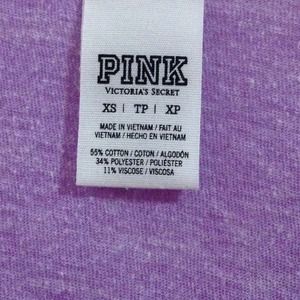 PINK
VICTORIA'S SECRET
XS | TP | XP
MADE IN VIETNAM / FAIT AU
VIETNAM / HECHO EN VIETNAM
55% COTTON / COTON / ALGODÓN
34% POLYESTER / POLIÉSTER
11% VISCOSE / VISCOSA